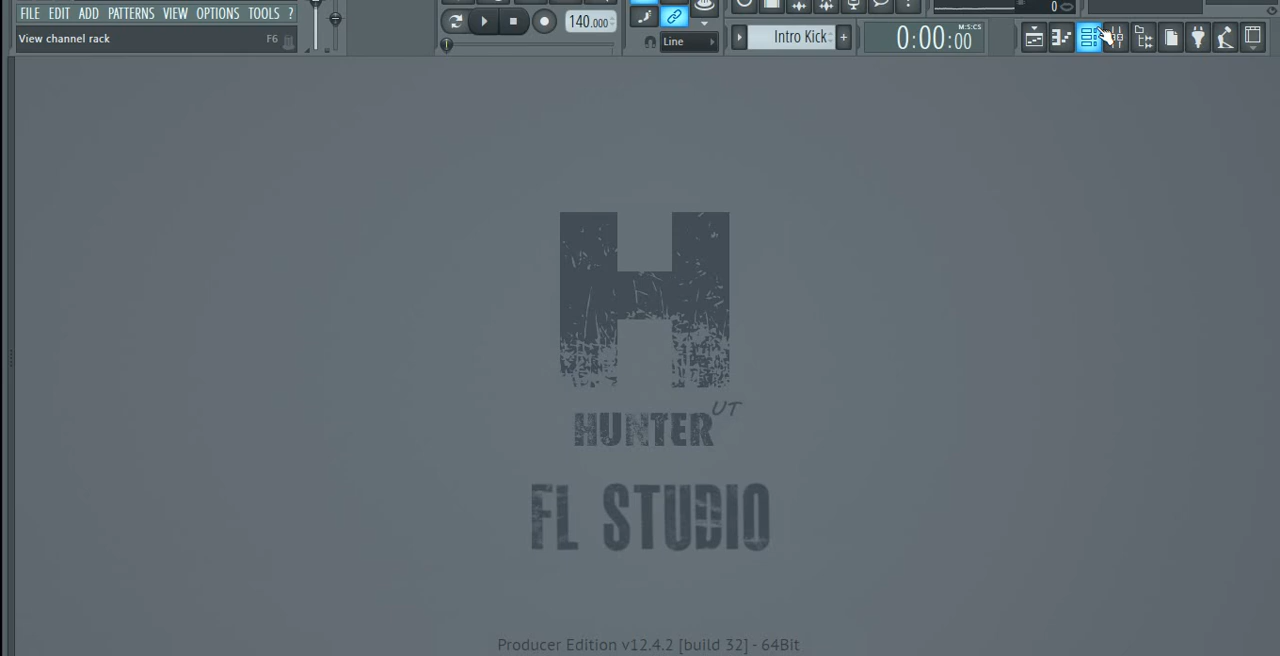 FILE EDIT ADD PATTERNS VIEW OPTIONS TOOLS ?
View channel rack F6
140.000
0
Line
Intro Kick
+
0:00:00
M:S:CS
H
HUNTER UT
FL STUDIO
Producer Edition v12.4.2 [build 32] - 64Bit